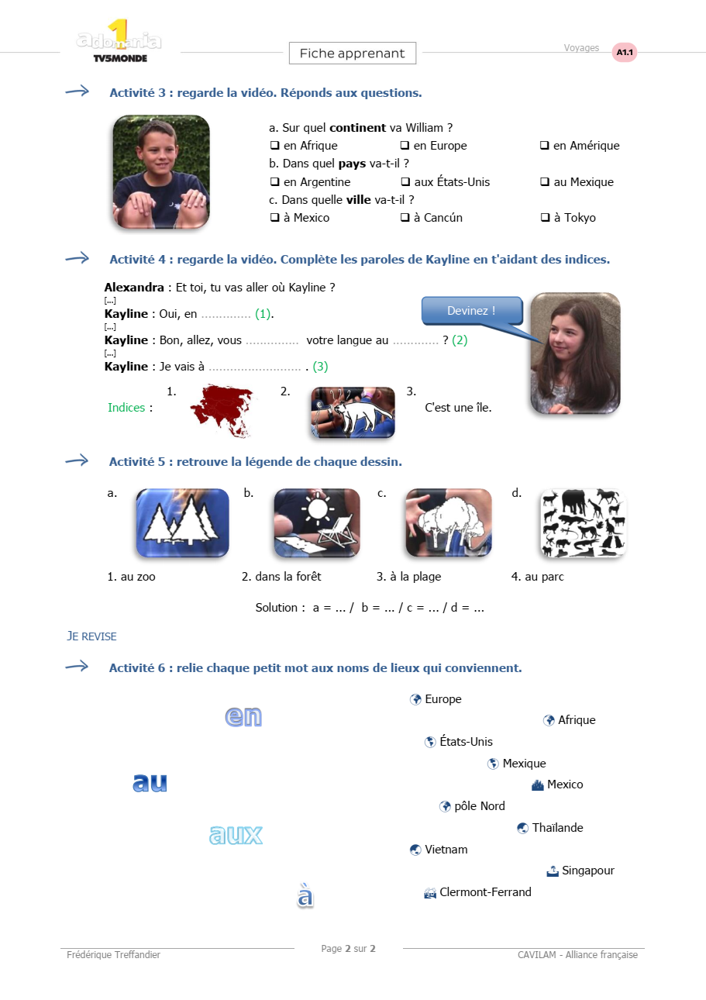 adomania 1
TV5MONDE
Fiche apprenant
Voyages
A1.1
Activité 3 : regarde la vidéo. Réponds aux questions.
a. Sur quel continent va William ?
❑ en Afrique ❑ en Europe ❑ en Amérique
b. Dans quel pays va-t-il ?
❑ en Argentine ❑ aux États-Unis ❑ au Mexique
c. Dans quelle ville va-t-il ?
❑ à Mexico ❑ à Cancún ❑ à Tokyo
Activité 4 : regarde la vidéo. Complète les paroles de Kayline en t'aidant des indices.
Alexandra : Et toi, tu vas aller où Kayline ?
[...]
Kayline : Oui, en ............. (1).
[...]
Kayline : Bon, allez, vous ............... votre langue au ............. ? (2)
[...]
Kayline : Je vais à .......................... . (3)
Devinez !
Indices : 1. 2. 3. C'est une île.
Activité 5 : retrouve la légende de chaque dessin.
a. b. c. d.
1. au zoo 2. dans la forêt 3. à la plage 4. au parc
Solution : a = ... / b = ... / c = ... / d = ...
JE REVISE
Activité 6 : relie chaque petit mot aux noms de lieux qui conviennent.
Europe
en
Afrique
États-Unis
Mexique
au
Mexico
pôle Nord
Thaïlande
aux
Vietnam
Singapour
Clermont-Ferrand
à
Page 2 sur 2
Frédérique Treffandier
CAVILAM - Alliance française